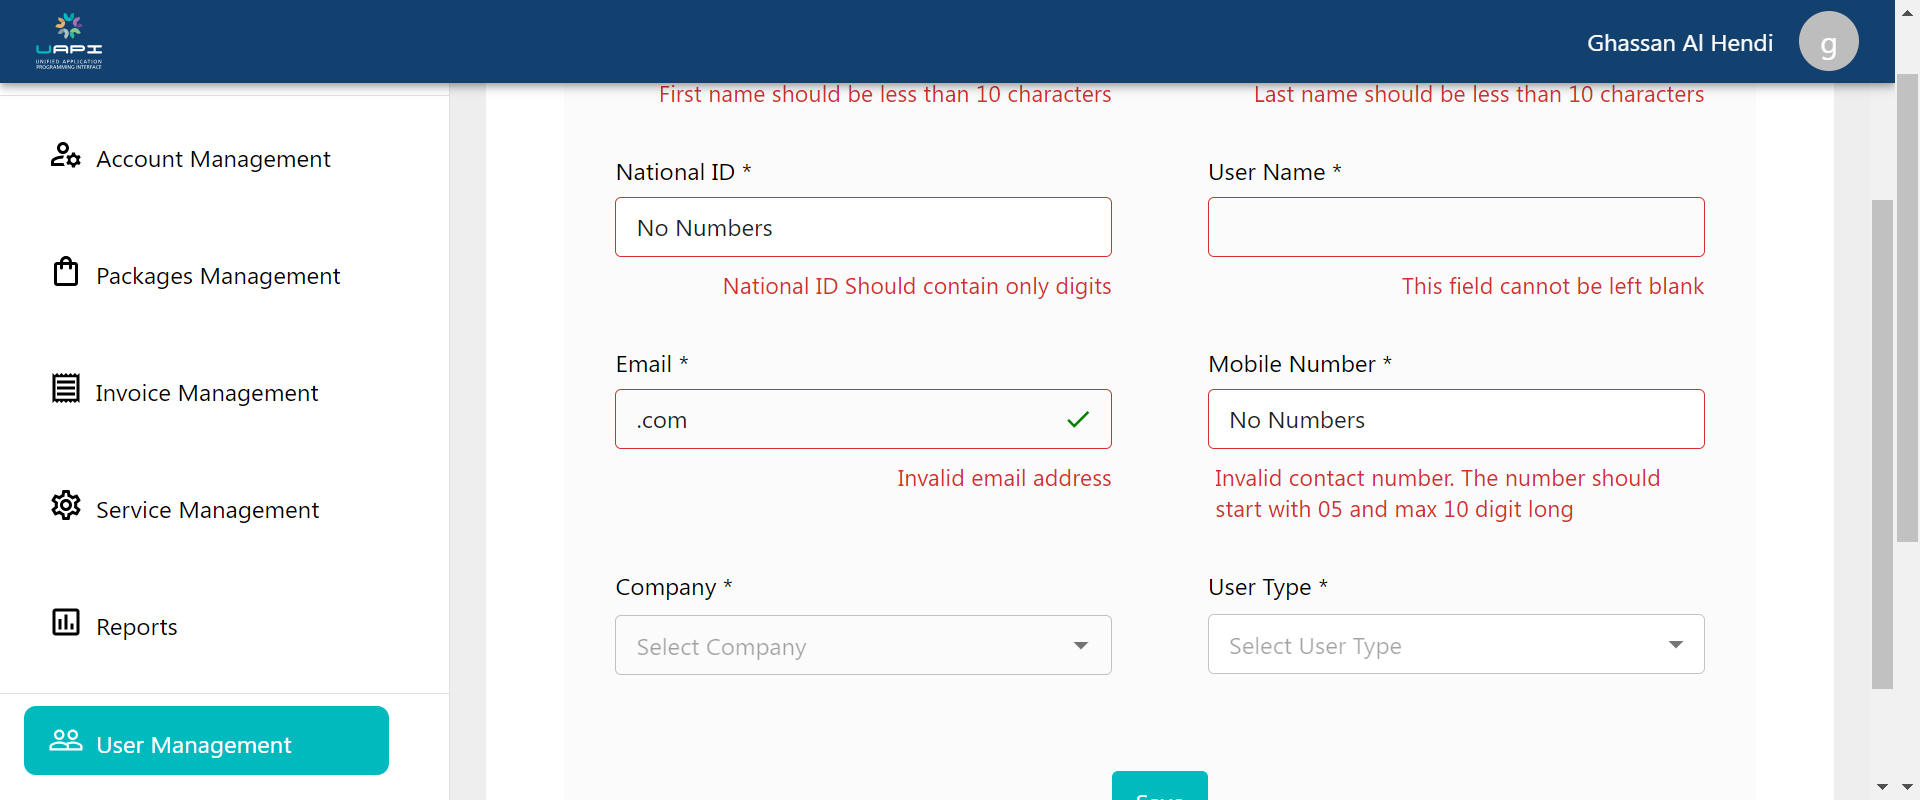 UAPI
UNIFIED APPLICATION
PROGRAMMING INTERFACE
Ghassan Al Hendi
g
First name should be less than 10 characters
Last name should be less than 10 characters
Account Management
National ID *
User Name *
No Numbers
Packages Management
National ID Should contain only digits
This field cannot be left blank
Email *
Mobile Number *
Invoice Management
.com
No Numbers
Invalid email address
Invalid contact number. The number should
start with 05 and max 10 digit long
Service Management
Company *
User Type *
Reports
Select Company
Select User Type
User Management
Save